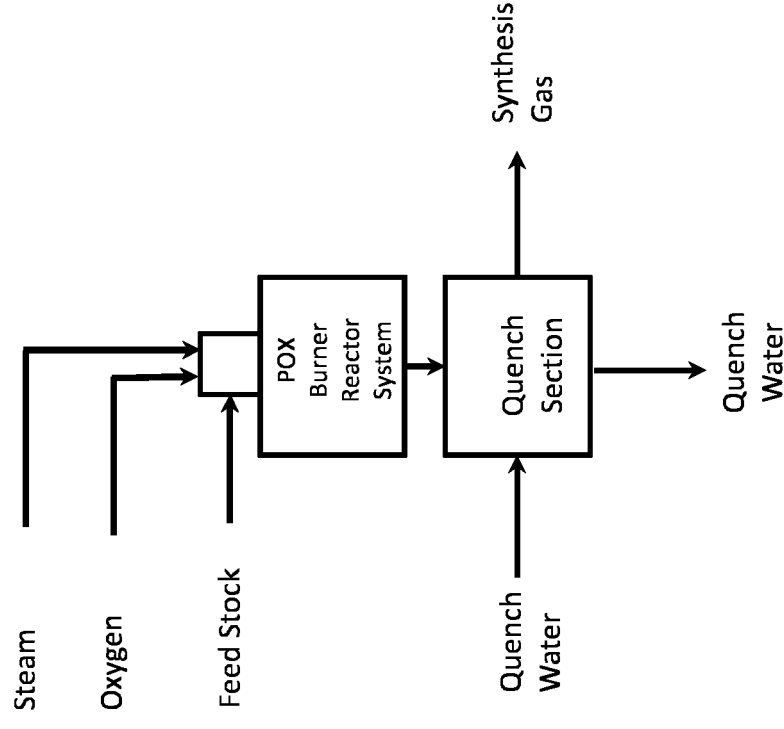 Steam
Oxygen
Feed Stock
POX
Burner
Reactor
System
Quench
Water
Quench
Section
Synthesis
Gas
Quench
Water